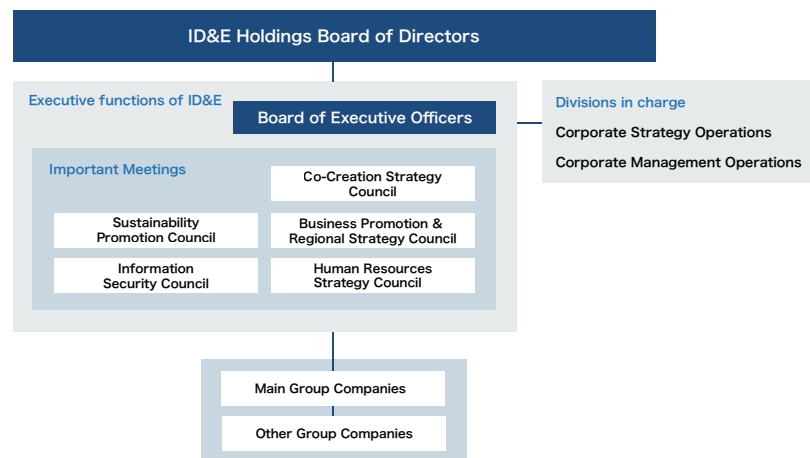 ID&E Holdings Board of Directors
Executive functions of ID&E
Board of Executive Officers
Divisions in charge
Corporate Strategy Operations
Corporate Management Operations
Important Meetings
Co-Creation Strategy
Council
Sustainability
Promotion Council
Business Promotion &
Regional Strategy Council
Information
Security Council
Human Resources
Strategy Council
Main Group Companies
Other Group Companies